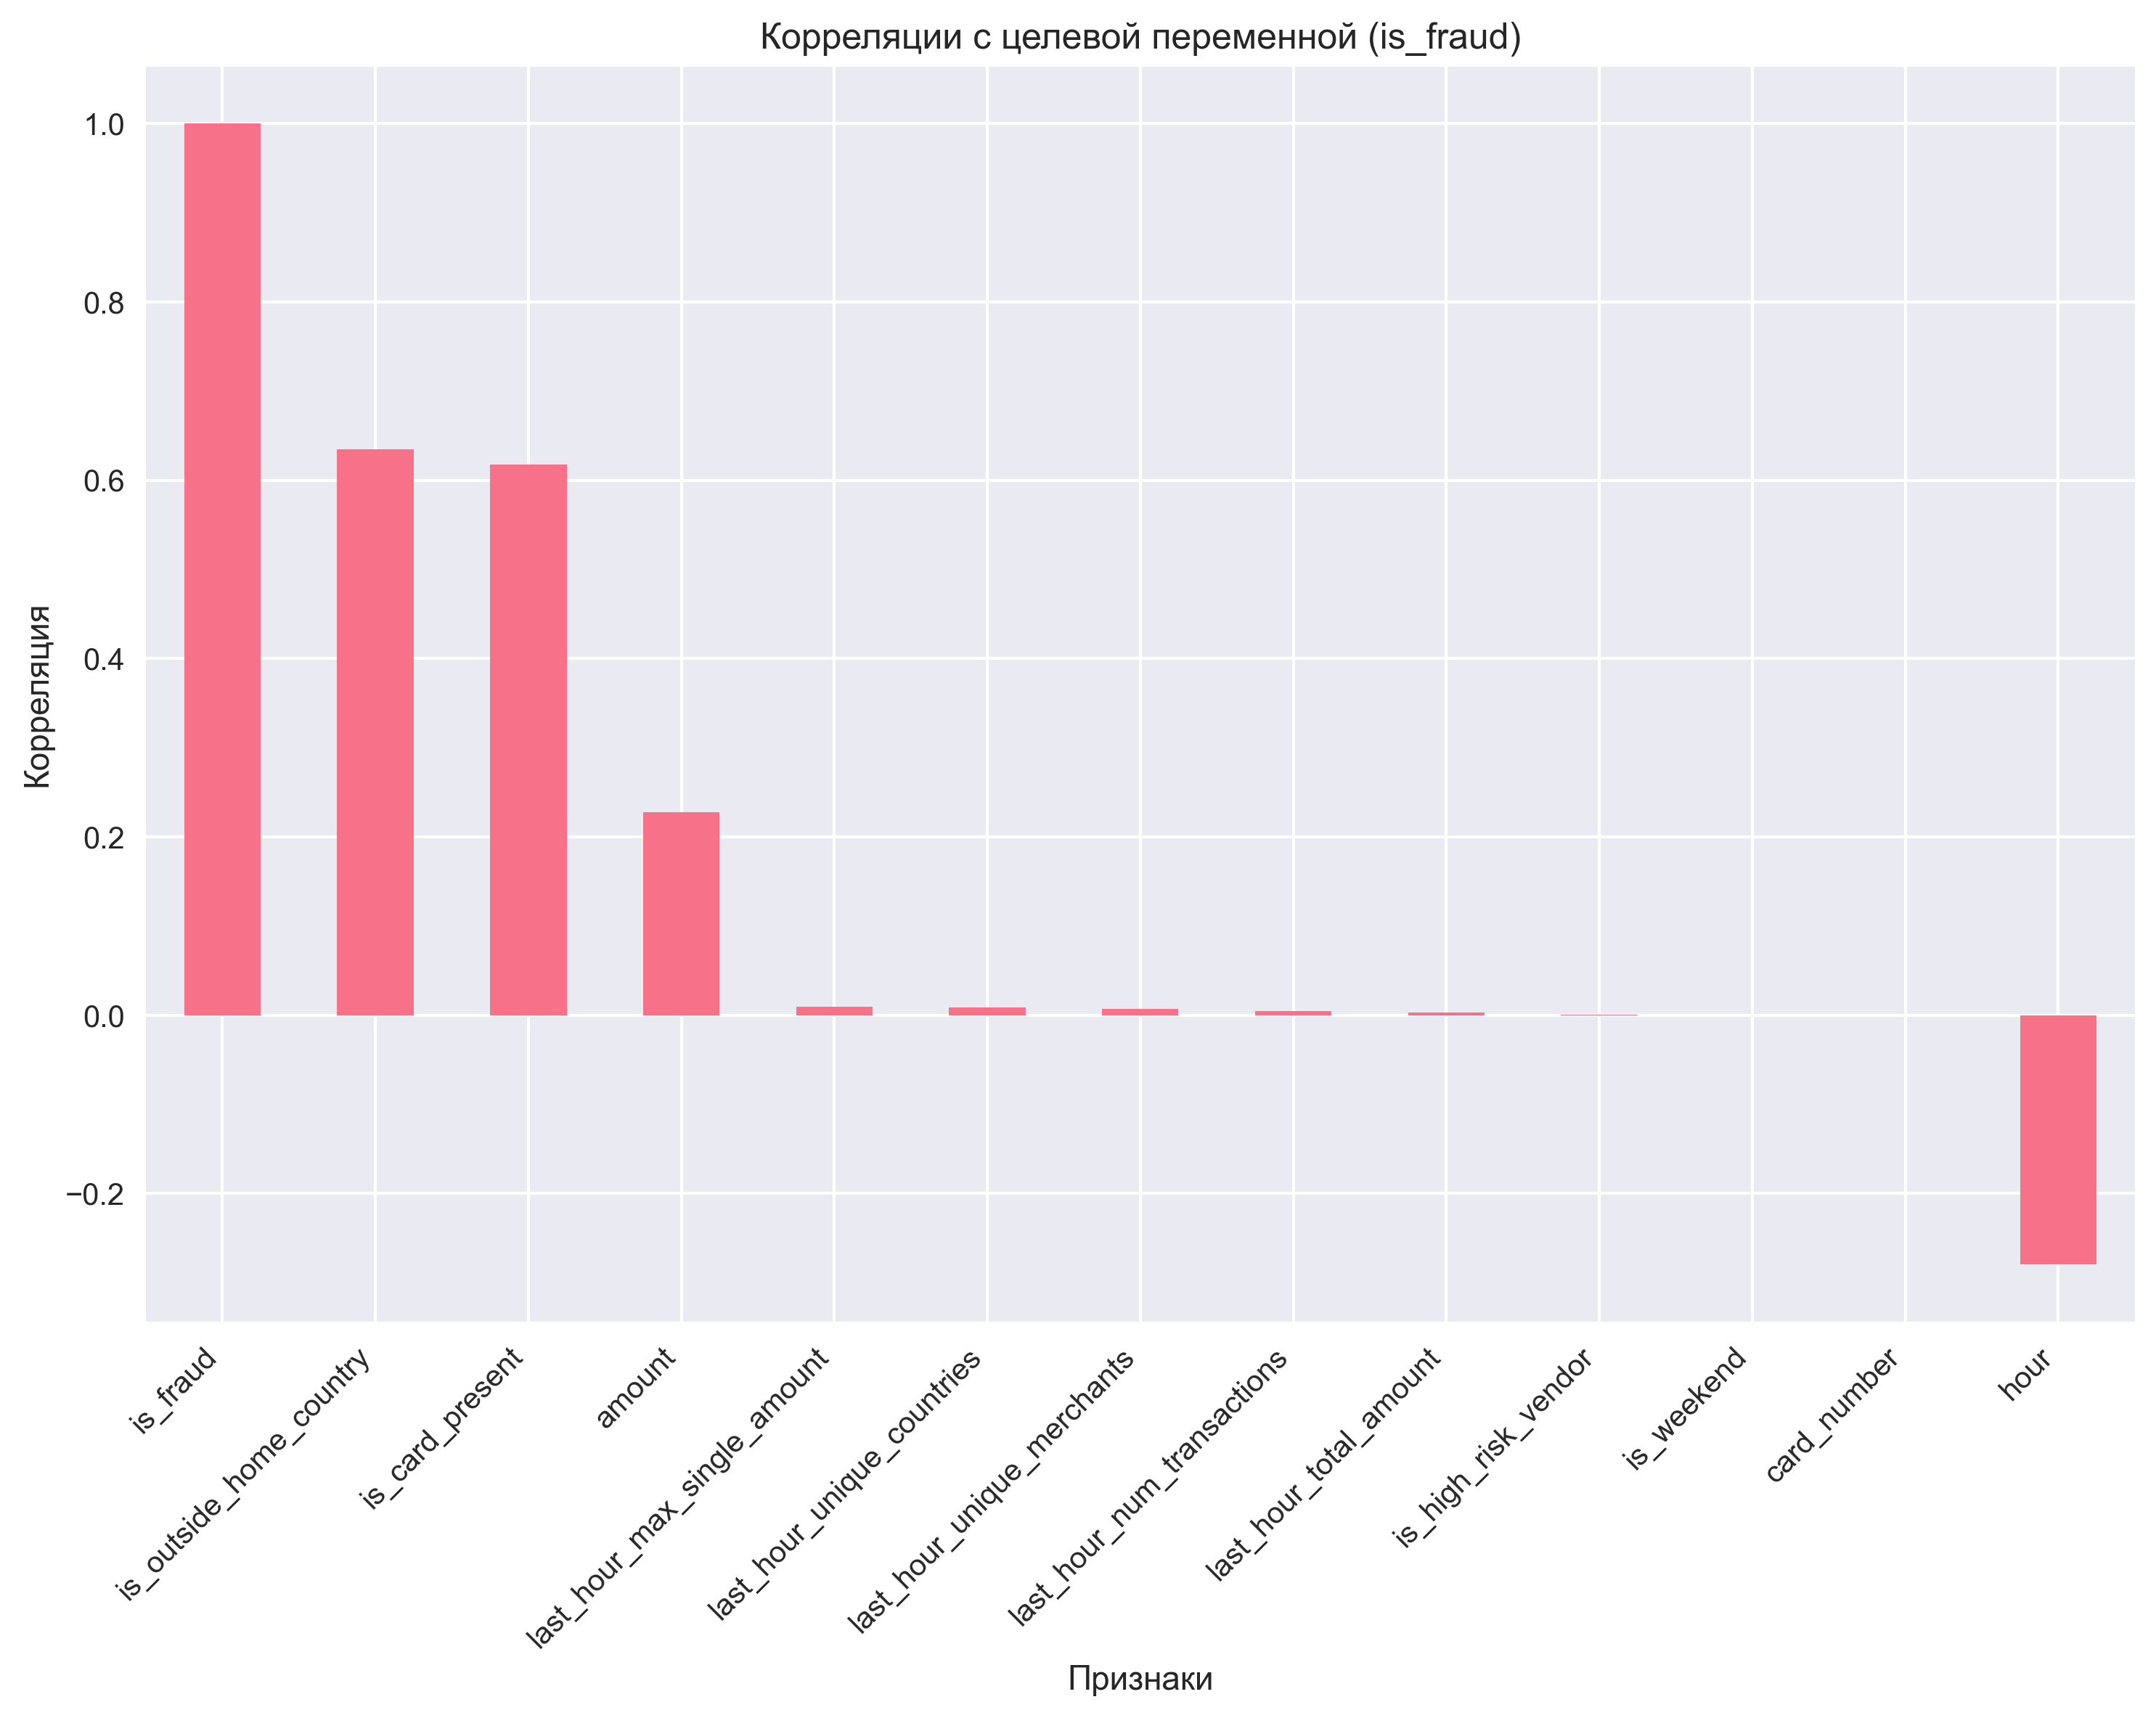 Корреляции с целевой переменной (is_fraud)
Корреляция
1.0
0.8
0.6
0.4
0.2
0.0
−0.2
is_fraud
is_outside_home_country
is_card_present
amount
last_hour_max_single_amount
last_hour_unique_countries
last_hour_unique_merchants
last_hour_num_transactions
last_hour_total_amount
is_high_risk_vendor
is_weekend
card_number
hour
Признаки